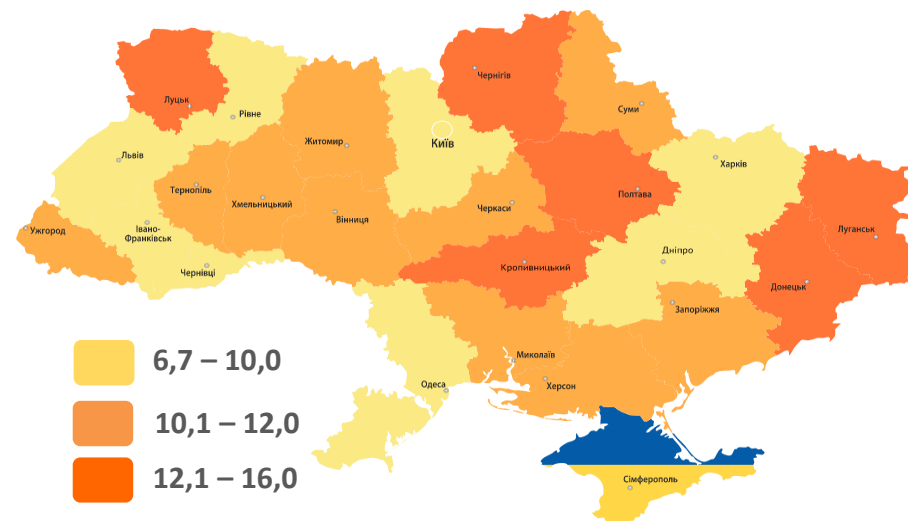 Чернігів
Луцьк
Суми
Рівне
Київ
Житомир
Львів
Харків
Тернопіль
Хмельницький
Полтава
Вінниця
Черкаси
Ужгород
Івано-
Франківськ
Луганськ
Дніпро
Чернівці
Кропивницький
Донецьк
Запоріжжя
Миколаїв
Одеса
Херсон
Сімферополь
6,7 – 10,0
10,1 – 12,0
12,1 – 16,0